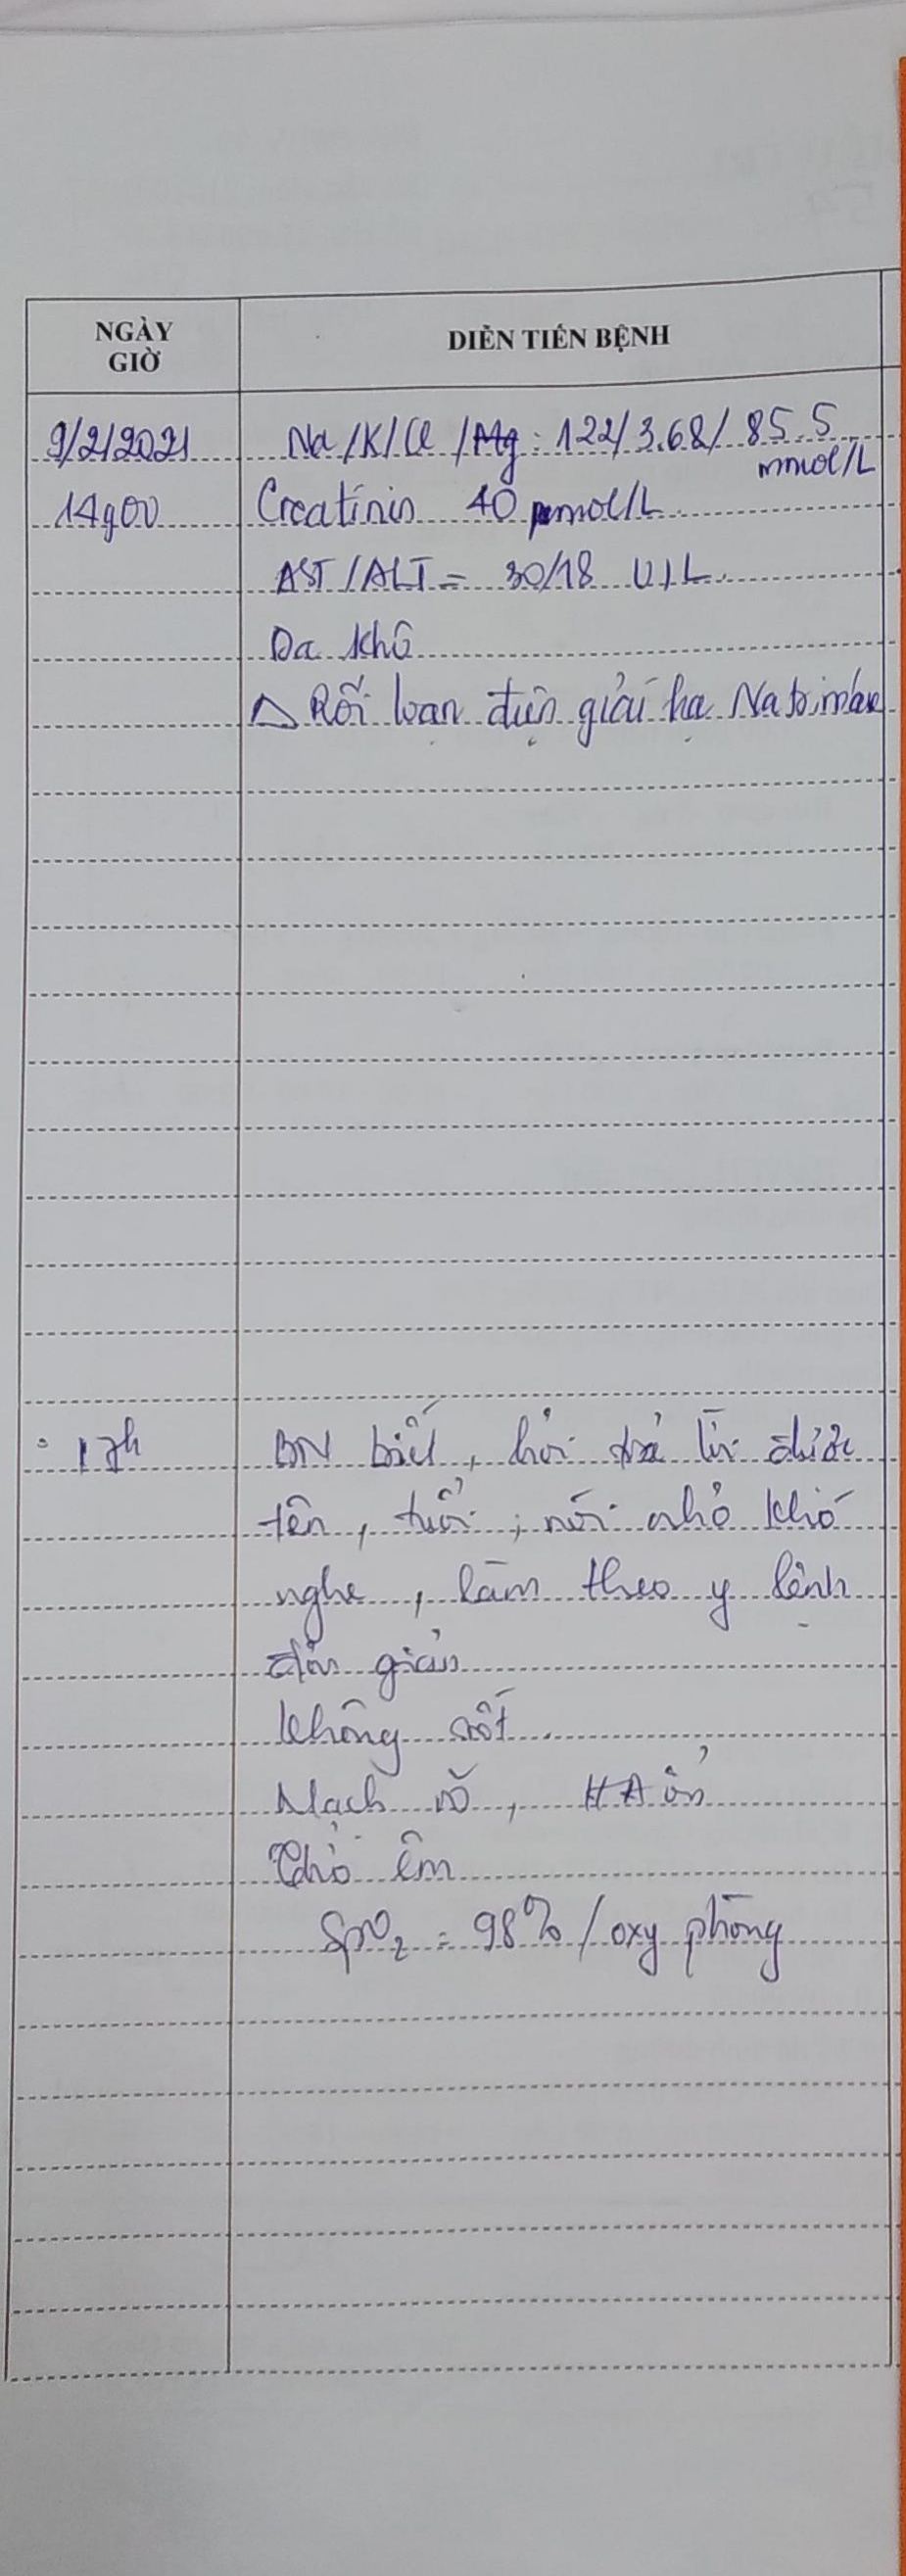 NGÀY
GIỜ
DIỄN TIẾN BỆNH
9/2/2021
14g00
Na/K/Cl/Mg: 122/3.68/85.5
mmol/L
Creatinin 40 µmol/L
AST/ALT = 30/18 U/L.
Da khô
△ Rối loạn điện giải hạ Natri máu
17h
BN biết, hỏi trả lời được
tên, tuổi, nói nhỏ khó
nghe, làm theo y lệnh
đơn giản
Không sốt.
Mạch rõ, HA ổn
Thở êm
SpO2 = 98% / oxy phòng